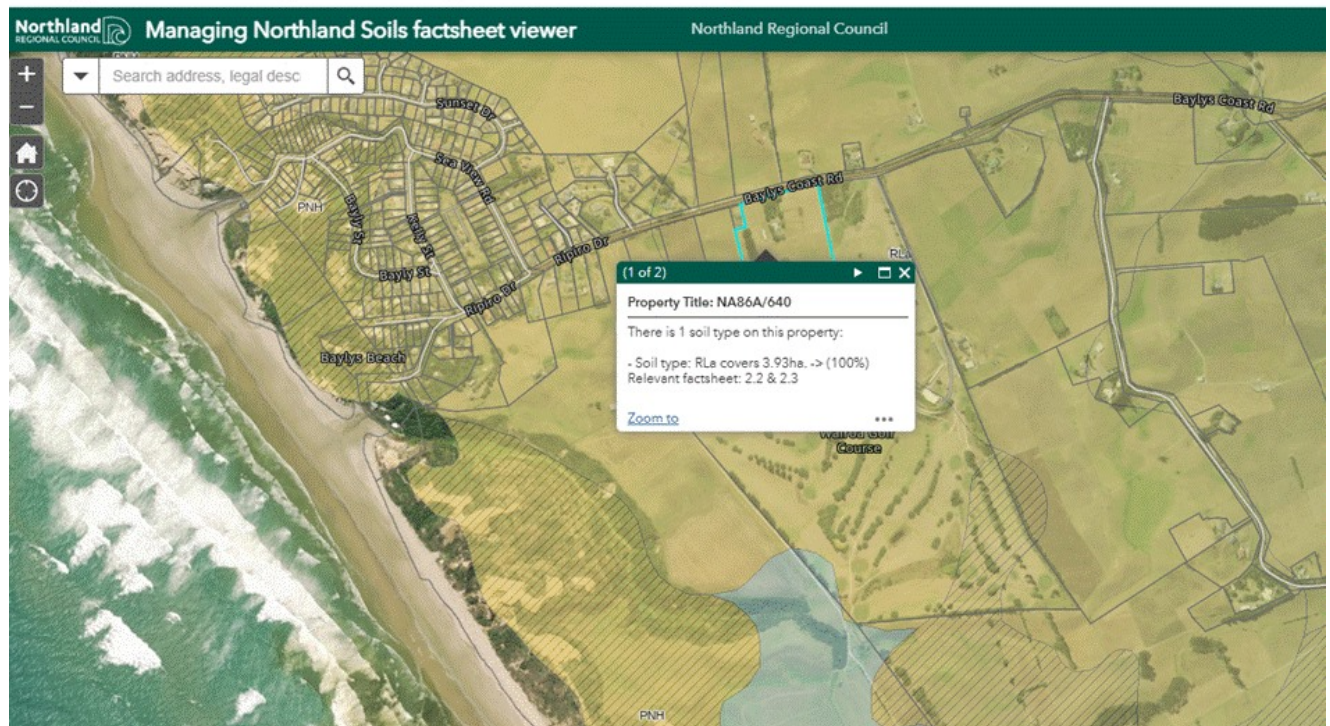 Northland
REGIONAL COUNCIL
Managing Northland Soils factsheet viewer
Northland Regional Council
+
Search address, legal desc
−
Sunset Dr
Baylys Coast Rd
Sea View Rd
Baylys Coast Rd
PNH
Bayly St
Kelly St
Ripiro Dr
RLa
Bayly St
Ripiro Dr
Baylys Beach
(1 of 2)
Property Title: NA86A/640
There is 1 soil type on this property:
- Soil type: RLa covers 3.93ha. -> (100%)
Relevant factsheet: 2.2 & 2.3
Zoom to
•••
Course
PNH